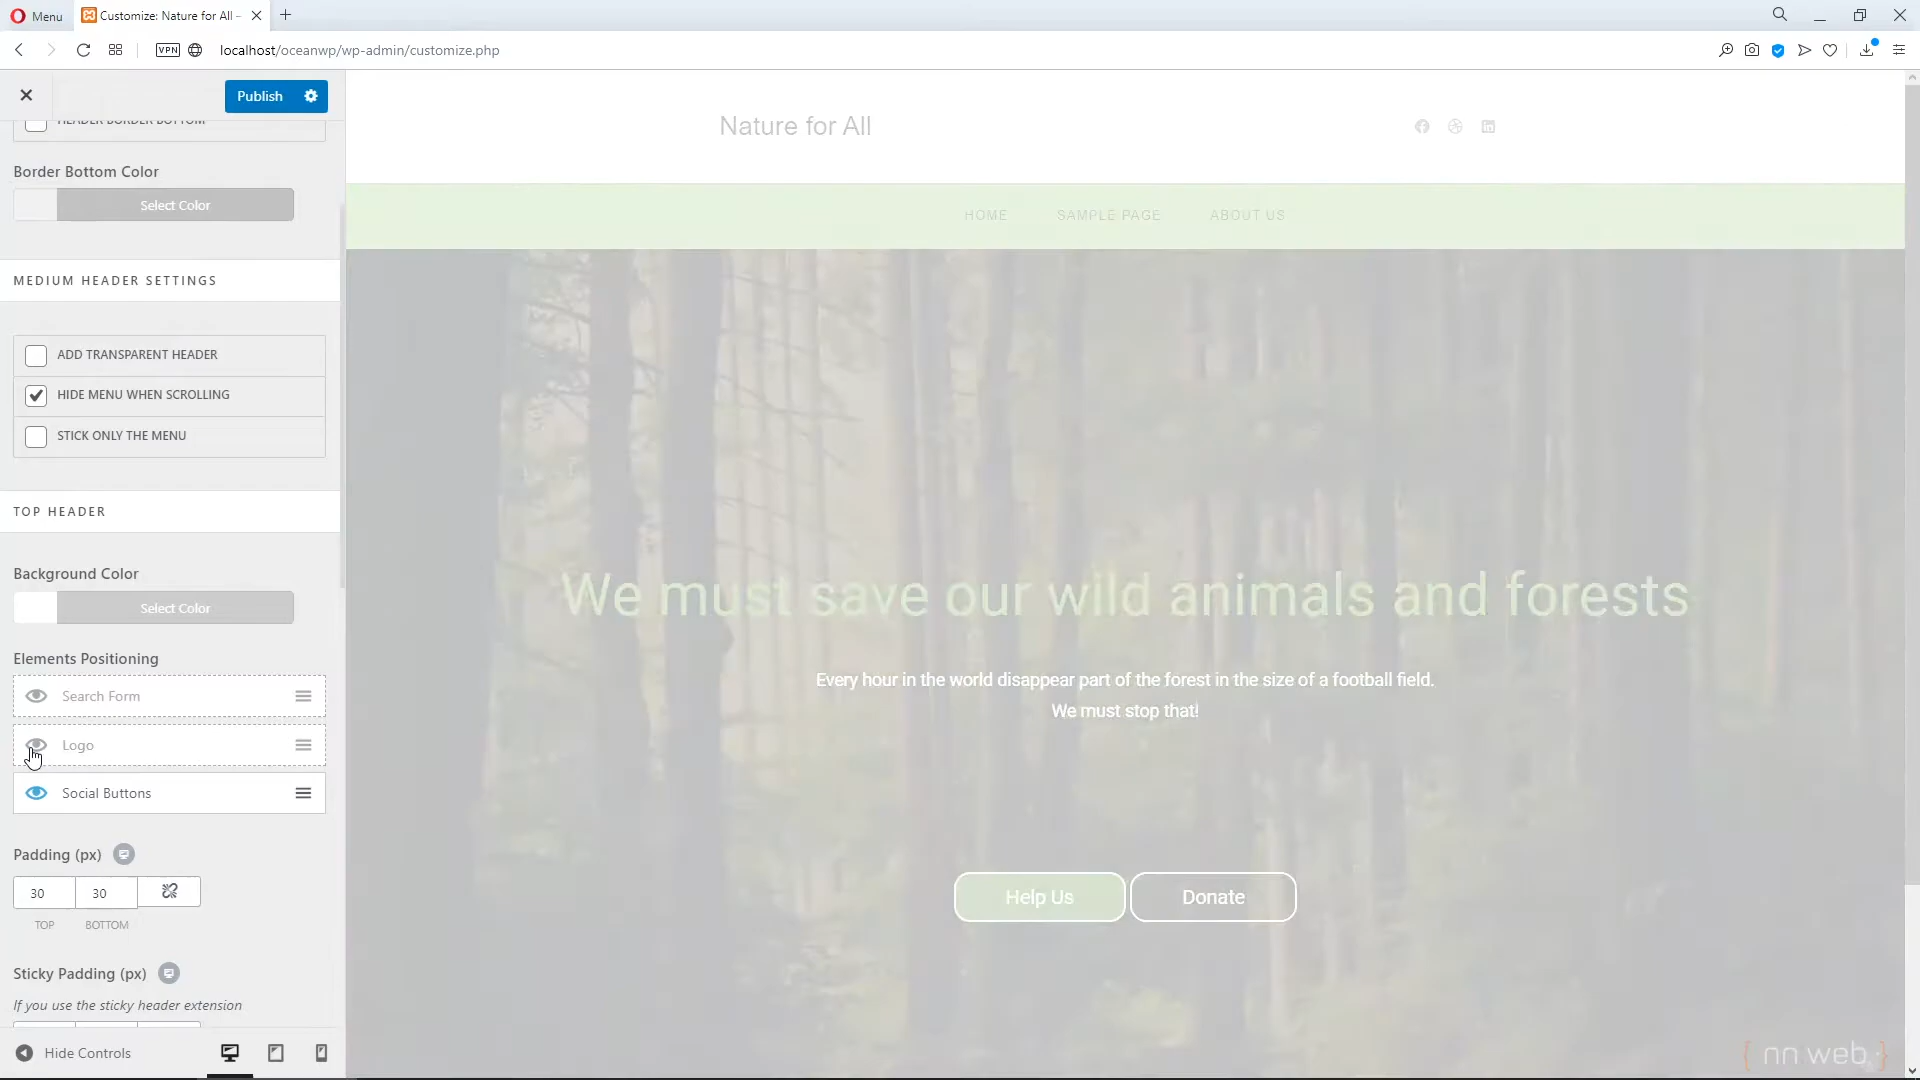 Menu
Customize: Nature for All –
VPN
localhost/oceanwp/wp-admin/customize.php
Publish
HEADER BORDER BOTTOM
Border Bottom Color
Select Color
MEDIUM HEADER SETTINGS
ADD TRANSPARENT HEADER
HIDE MENU WHEN SCROLLING
STICK ONLY THE MENU
TOP HEADER
Background Color
Select Color
Elements Positioning
Search Form
Logo
Social Buttons
Padding (px)
30 30
TOP BOTTOM
Sticky Padding (px)
If you use the sticky header extension
Hide Controls
Nature for All
HOME SAMPLE PAGE ABOUT US
We must save our wild animals and forests
Every hour in the world disappear part of the forest in the size of a football field.
We must stop that!
Help Us Donate
{ nn web. }